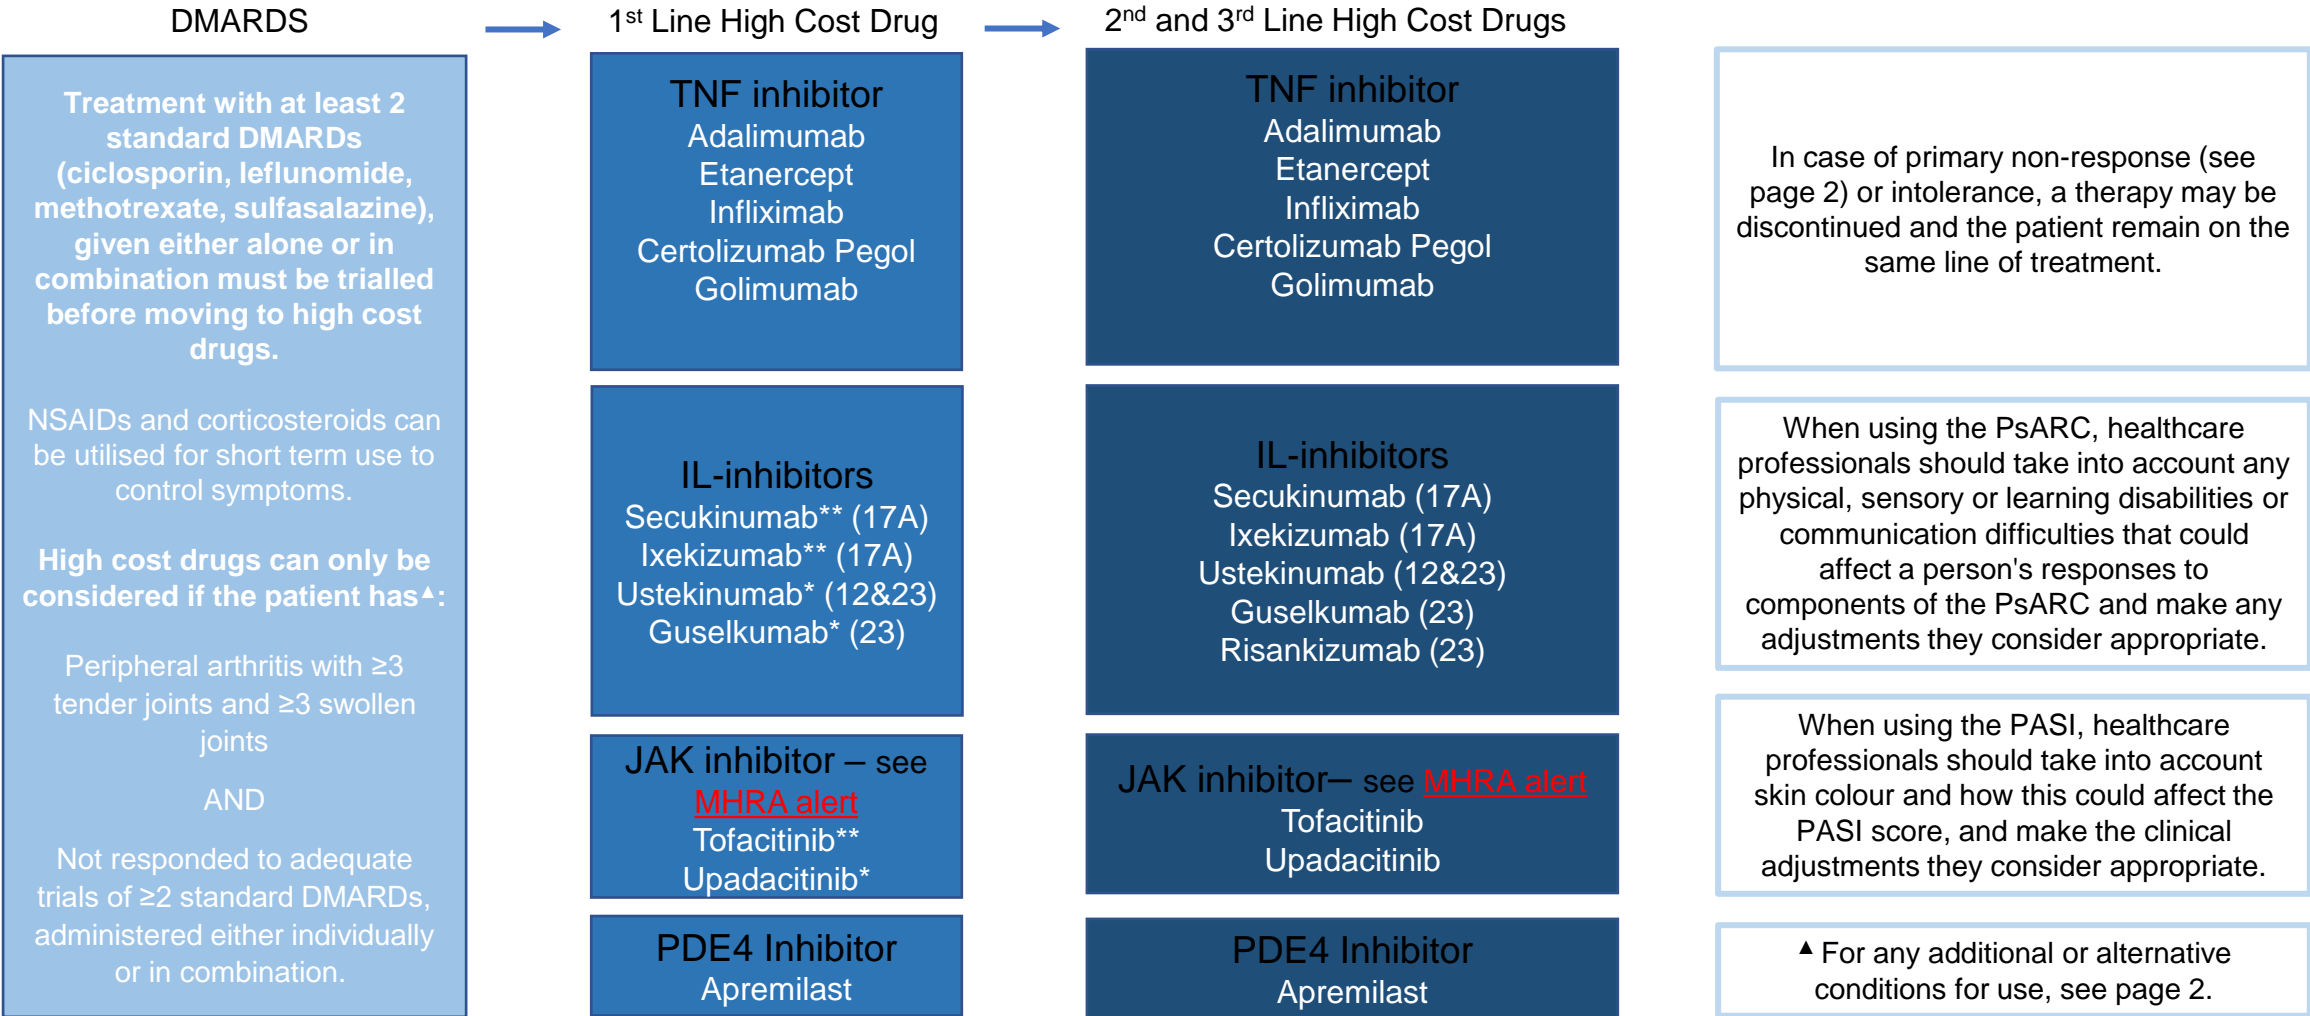 DMARDS
Treatment with at least 2
standard DMARDs
(ciclosporin, leflunomide,
methotrexate, sulfasalazine),
given either alone or in
combination must be trialled
before moving to high cost
drugs.
NSAIDs and corticosteroids can
be utilised for short term use to
control symptoms.
High cost drugs can only be
considered if the patient has▲:
Peripheral arthritis with ≥3
tender joints and ≥3 swollen
joints
AND
Not responded to adequate
trials of ≥2 standard DMARDs,
administered either individually
or in combination.
1st Line High Cost Drug
TNF inhibitor
Adalimumab
Etanercept
Infliximab
Certolizumab Pegol
Golimumab
IL-inhibitors
Secukinumab** (17A)
Ixekizumab** (17A)
Ustekinumab* (12&23)
Guselkumab* (23)
JAK inhibitor – see
MHRA alert
Tofacitinib**
Upadacitinib*
PDE4 Inhibitor
Apremilast
2nd and 3rd Line High Cost Drugs
TNF inhibitor
Adalimumab
Etanercept
Infliximab
Certolizumab Pegol
Golimumab
IL-inhibitors
Secukinumab (17A)
Ixekizumab (17A)
Ustekinumab (12&23)
Guselkumab (23)
Risankizumab (23)
JAK inhibitor– see MHRA alert
Tofacitinib
Upadacitinib
PDE4 Inhibitor
Apremilast
In case of primary non-response (see
page 2) or intolerance, a therapy may be
discontinued and the patient remain on the
same line of treatment.
When using the PsARC, healthcare
professionals should take into account any
physical, sensory or learning disabilities or
communication difficulties that could
affect a person's responses to
components of the PsARC and make any
adjustments they consider appropriate.
When using the PASI, healthcare
professionals should take into account
skin colour and how this could affect the
PASI score, and make the clinical
adjustments they consider appropriate.
▲ For any additional or alternative
conditions for use, see page 2.